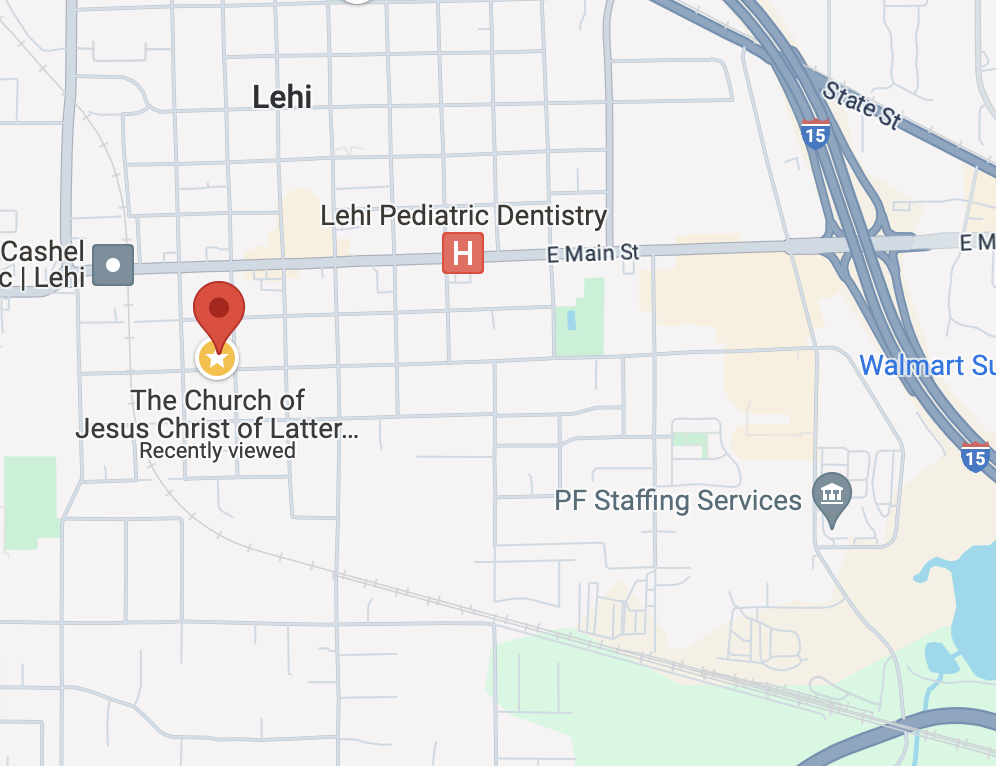 Lehi
State St
15
Lehi Pediatric Dentistry
H
E Main St
E M
Cashel
c | Lehi
Walmart Su
The Church of
Jesus Christ of Latter...
Recently viewed
15
PF Staffing Services